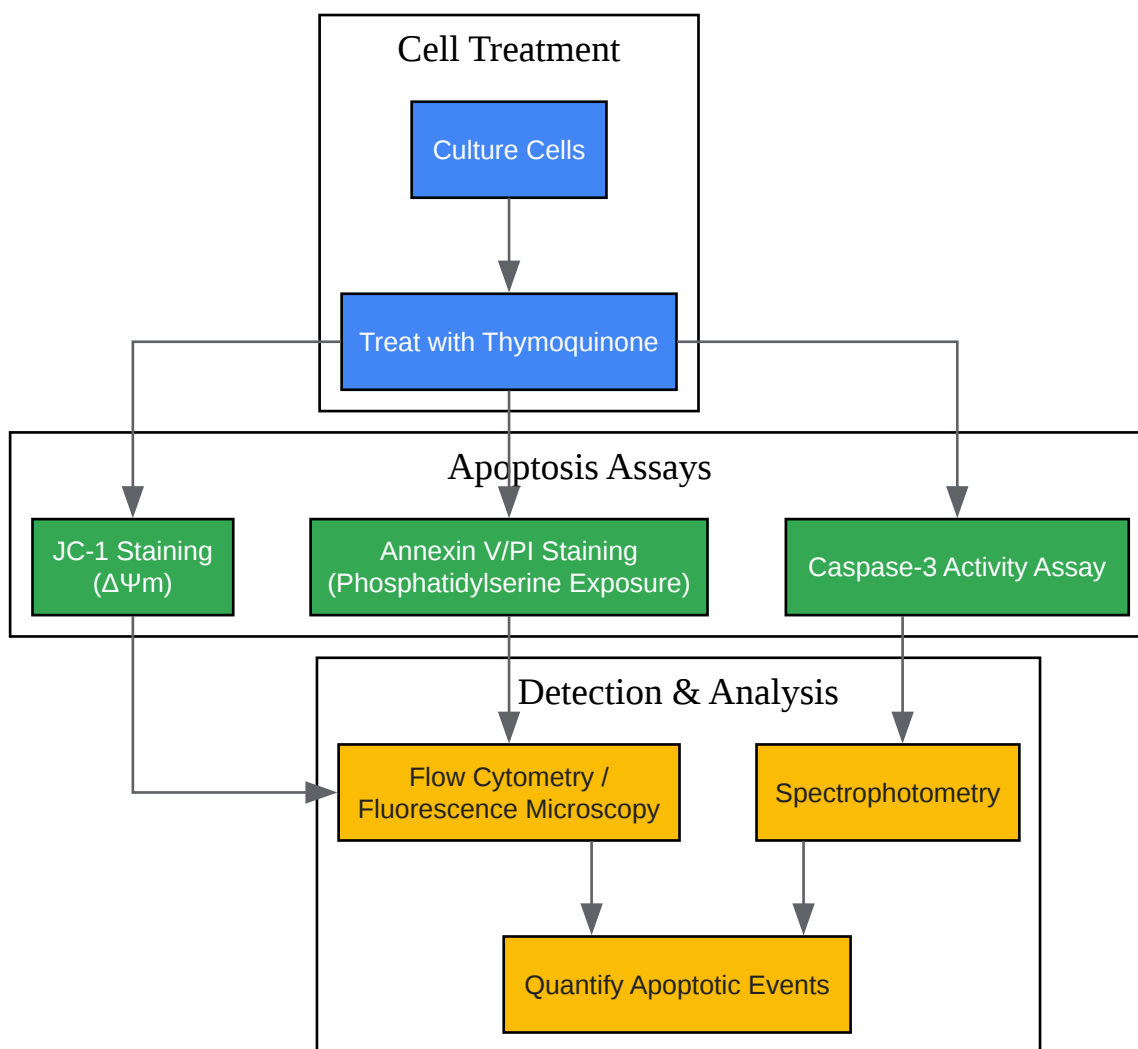 Cell Treatment
Culture Cells
Treat with Thymoquinone
Apoptosis Assays
JC-1 Staining
(ΔΨm)
Annexin V/PI Staining
(Phosphatidylserine Exposure)
Caspase-3 Activity Assay
Detection & Analysis
Flow Cytometry /
Fluorescence Microscopy
Spectrophotometry
Quantify Apoptotic Events